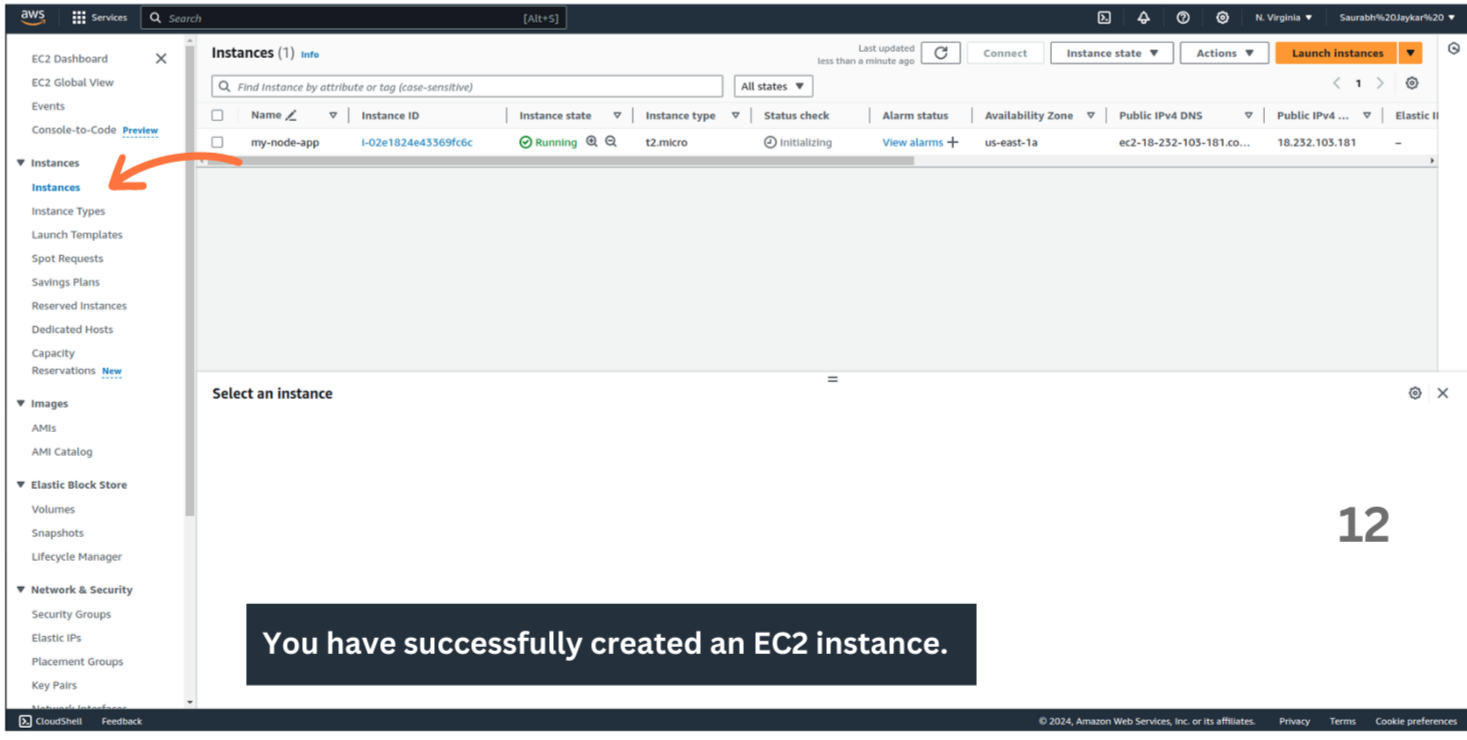 aws Services Search [Alt+S] N. Virginia Saurabh%20Jaykar%20
EC2 Dashboard
EC2 Global View
Events
Console-to-Code Preview
Instances
Instances
Instance Types
Launch Templates
Spot Requests
Savings Plans
Reserved Instances
Dedicated Hosts
Capacity
Reservations New
Images
AMIs
AMI Catalog
Elastic Block Store
Volumes
Snapshots
Lifecycle Manager
Network & Security
Security Groups
Elastic IPs
Placement Groups
Key Pairs
Network Interfaces
Instances (1) Info
Last updated
less than a minute ago
Connect Instance state Actions Launch instances
Find Instance by attribute or tag (case-sensitive) All states 1
Name Instance ID Instance state Instance type Status check Alarm status Availability Zone Public IPv4 DNS Public IPv4 ... Elastic
my-node-app i-02e1824e43369fc6c Running t2.micro Initializing View alarms us-east-1a ec2-18-232-103-181.co... 18.232.103.181 –
Select an instance
12
You have successfully created an EC2 instance.
CloudShell Feedback © 2024, Amazon Web Services, Inc. or its affiliates. Privacy Terms Cookie preferences